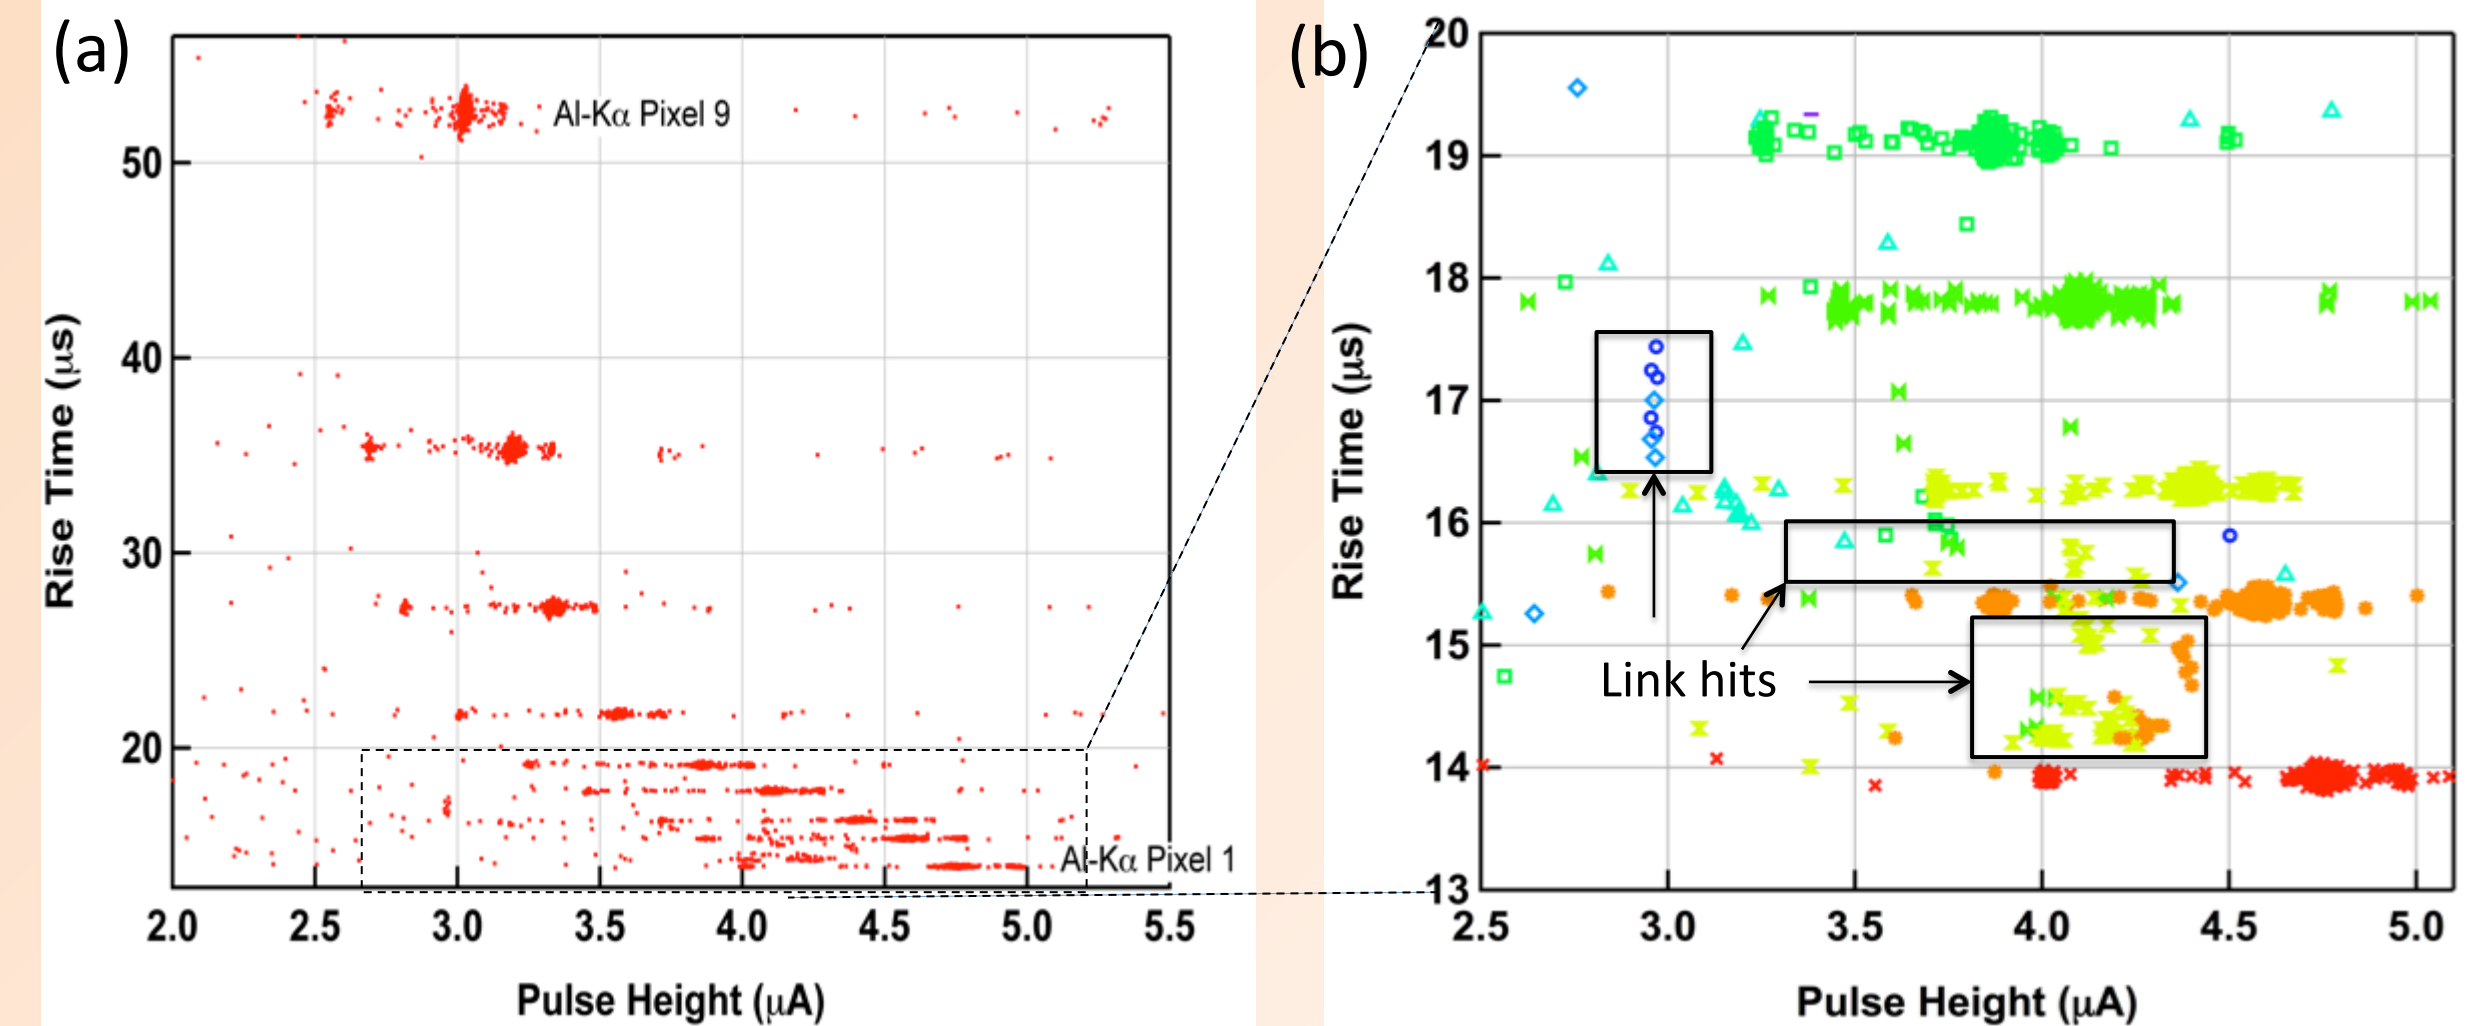 (a)
Al-Kα Pixel 9
50
40
30
20
Rise Time (μs)
Al-Kα Pixel 1
2.0 2.5 3.0 3.5 4.0 4.5 5.0 5.5
Pulse Height (μA)
(b)
20
19
18
17
16
15
14
13
Rise Time (μs)
Link hits
2.5 3.0 3.5 4.0 4.5 5.0
Pulse Height (μA)